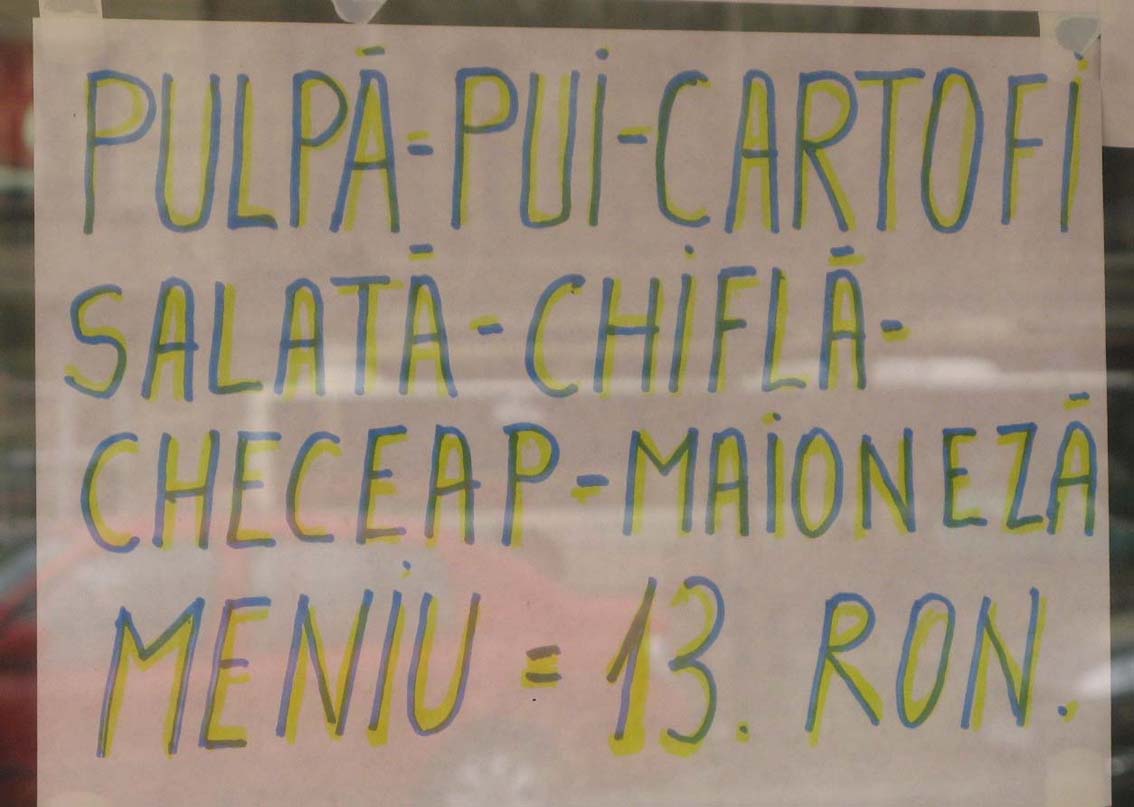 PULPĂ-PUi-CARTOFi
SALATĂ-CHiFLĂ-
CHECEAP-MAiONEZĂ
MENiU = 13. RON.